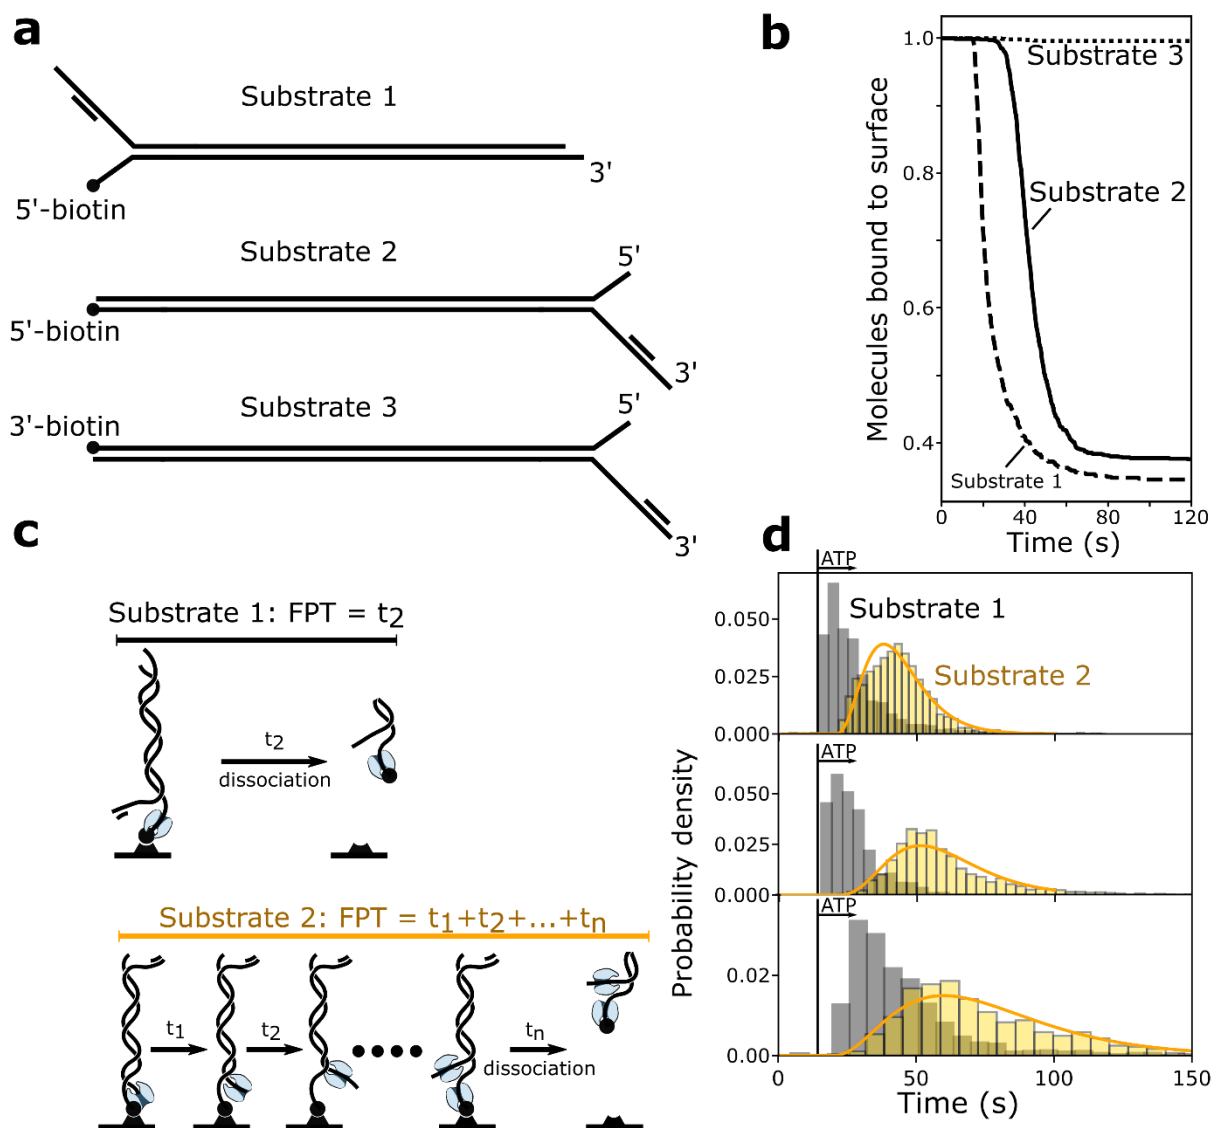 a
Substrate 1
3'
5'-biotin
Substrate 2
5'
5'-biotin
3'
Substrate 3
3'-biotin
5'
3'
b
Molecules bound to surface
1.0
0.8
0.6
0.4
Substrate 3
Substrate 2
Substrate 1
0
40
80
120
Time (s)
c
Substrate 1: FPT = t2
t2
dissociation
Substrate 2: FPT = t1+t2+...+tn
t1
t2
tn
dissociation
d
Probability density
ATP
0.050
0.025
0.000
Substrate 1
Substrate 2
ATP
0.050
0.025
0.000
ATP
0.02
0.00
0
50
100
150
Time (s)